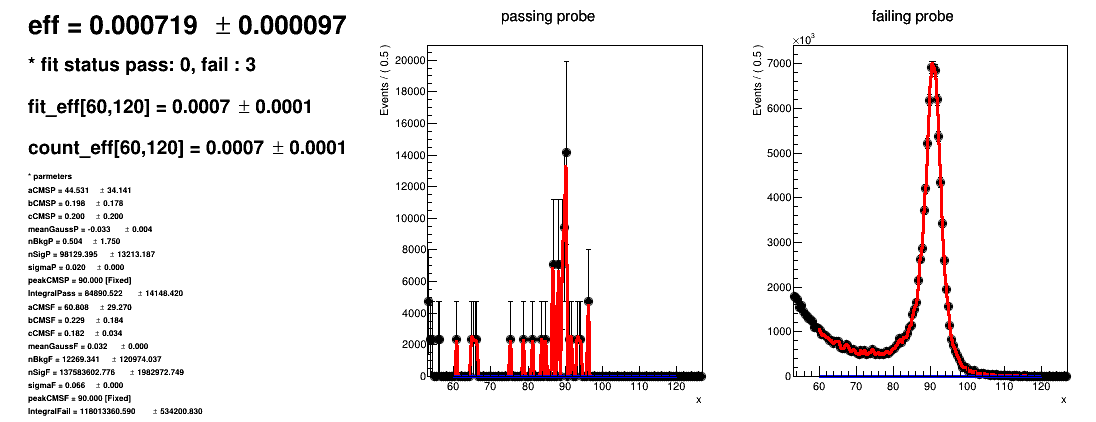 eff = 0.000719 ± 0.000097
* fit status pass: 0, fail : 3
fit_eff[60,120] = 0.0007 ± 0.0001
count_eff[60,120] = 0.0007 ± 0.0001
* parmeters
aCMSP = 44.531 ± 34.141
bCMSP = 0.198 ± 0.178
cCMSP = 0.200 ± 0.200
meanGaussP = -0.033 ± 0.004
nBkgP = 0.504 ± 1.750
nSigP = 98129.395 ± 13213.187
sigmaP = 0.020 ± 0.000
peakCMSP = 90.000 [Fixed]
IntegralPass = 84890.522 ± 14148.420
aCMSF = 60.808 ± 29.270
bCMSF = 0.229 ± 0.184
cCMSF = 0.182 ± 0.034
meanGaussF = 0.032 ± 0.000
nBkgF = 12269.341 ± 120974.037
nSigF = 137583602.776 ± 1982972.749
sigmaF = 0.066 ± 0.000
peakCMSF = 90.000 [Fixed]
IntegralFail = 118013360.590 ± 534200.830
passing probe
Events / ( 0.5 )
20000
18000
16000
14000
12000
10000
8000
6000
4000
2000
0
60 70 80 90 100 110 120
x
failing probe
×10³
Events / ( 0.5 )
7000
6000
5000
4000
3000
2000
1000
0
60 70 80 90 100 110 120
x